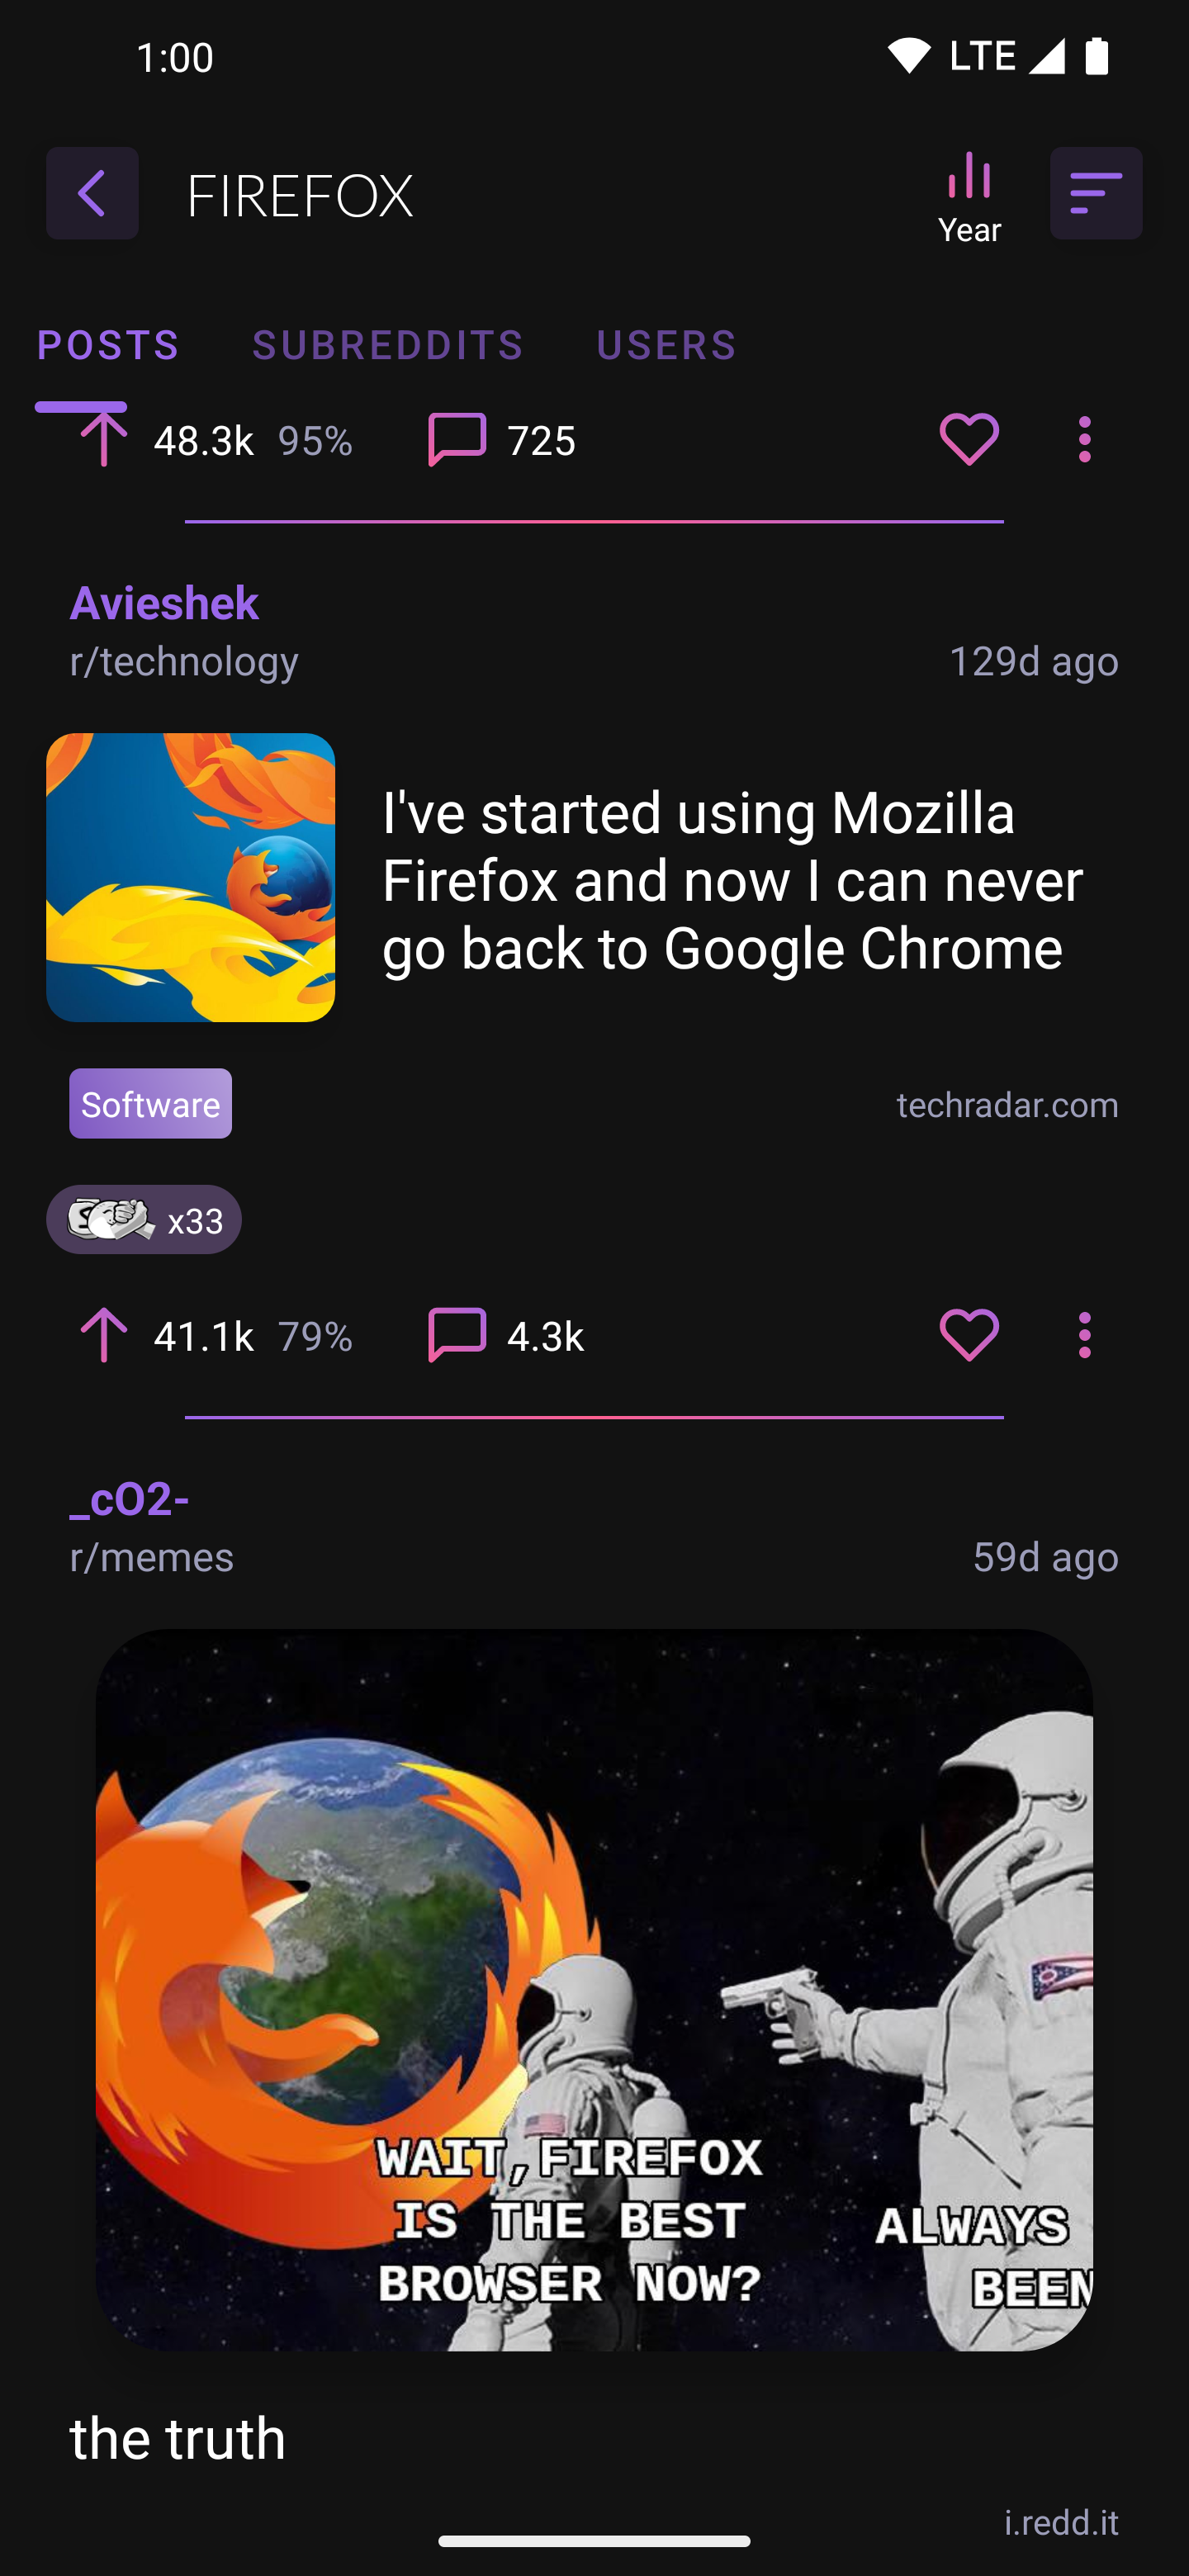 1:00
LTE
FIREFOX
Year
POSTS SUBREDDITS USERS
48.3k 95% 725
Avieshek
r/technology 129d ago
I've started using Mozilla
Firefox and now I can never
go back to Google Chrome
Software techradar.com
x33
41.1k 79% 4.3k
_cO2-
r/memes 59d ago
WAIT,FIREFOX
IS THE BEST
BROWSER NOW?
ALWAYS
BEEN
the truth
i.redd.it